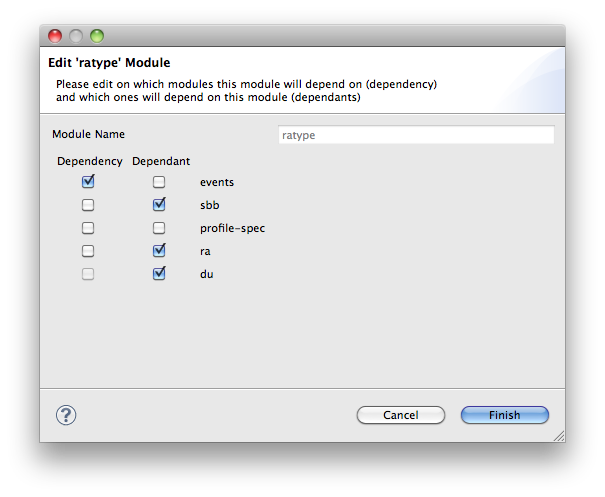 Edit 'ratype' Module
Please edit on which modules this module will depend on (dependency)
and which ones will depend on this module (dependants)
Module Name ratype
Dependency Dependant
events
sbb
profile-spec
ra
du
? Cancel Finish